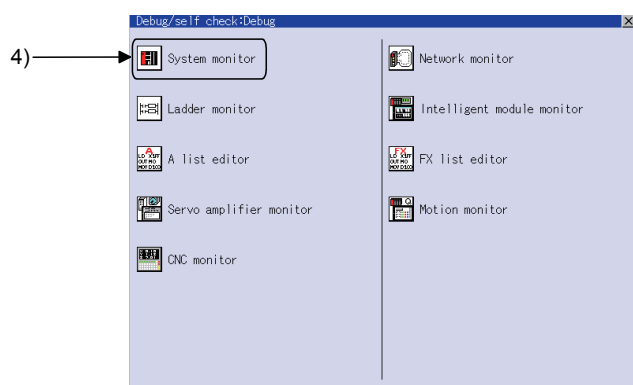 Debug/self check:Debug
4)
System monitor
Network monitor
Ladder monitor
Intelligent module monitor
A list editor
FX list editor
Servo amplifier monitor
Motion monitor
CNC monitor